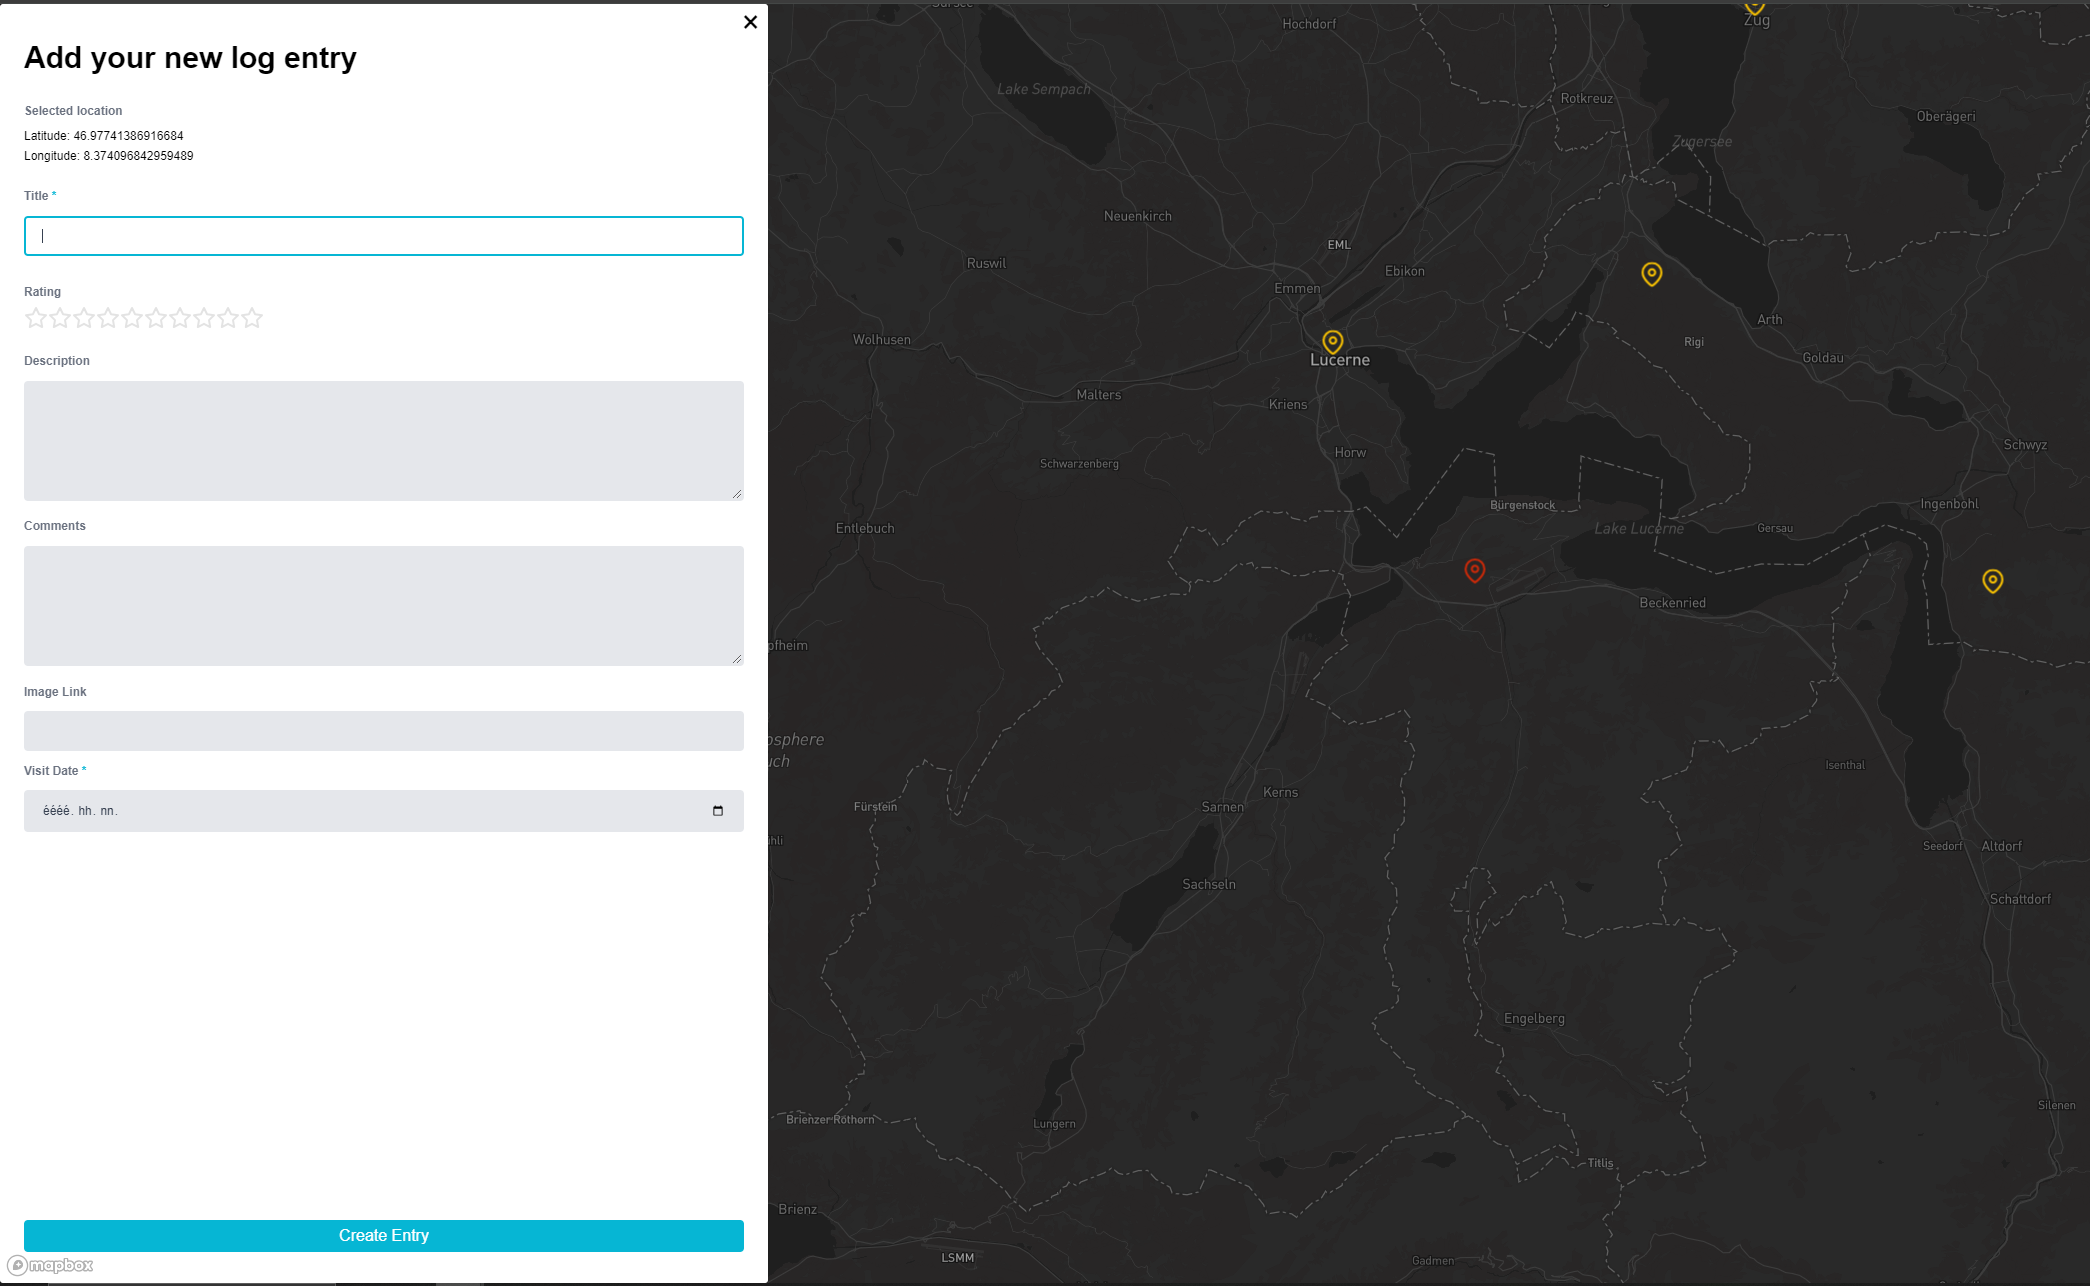 Add your new log entry
Selected location
Latitude: 46.97741386916684
Longitude: 8.374096842959489
Title *
Rating
Description
Comments
Image Link
Visit Date *
éééé. hh. nn.
Create Entry
mapbox
Hochdorf
Zug
Lake Sempach
Rotkreuz
Oberägeri
Zugersee
Neuenkirch
EML
Ruswil
Ebikon
Emmen
Arth
Wolhusen
Rigi
Lucerne
Goldau
Malters
Kriens
Schwyz
Horw
Schwarzenberg
Bürgenstock
Ingenbohl
Entlebuch
Lake Lucerne
Gersau
Beckenried
pfheim
osphere
uch
Isenthal
Kerns
Fürstein
Sarnen
ihli
Seedorf
Altdorf
Sachseln
Schattdorf
Engelberg
Silenen
Brienzer Rothorn
Lungern
Titlis
Brienz
LSMM
Gadmen